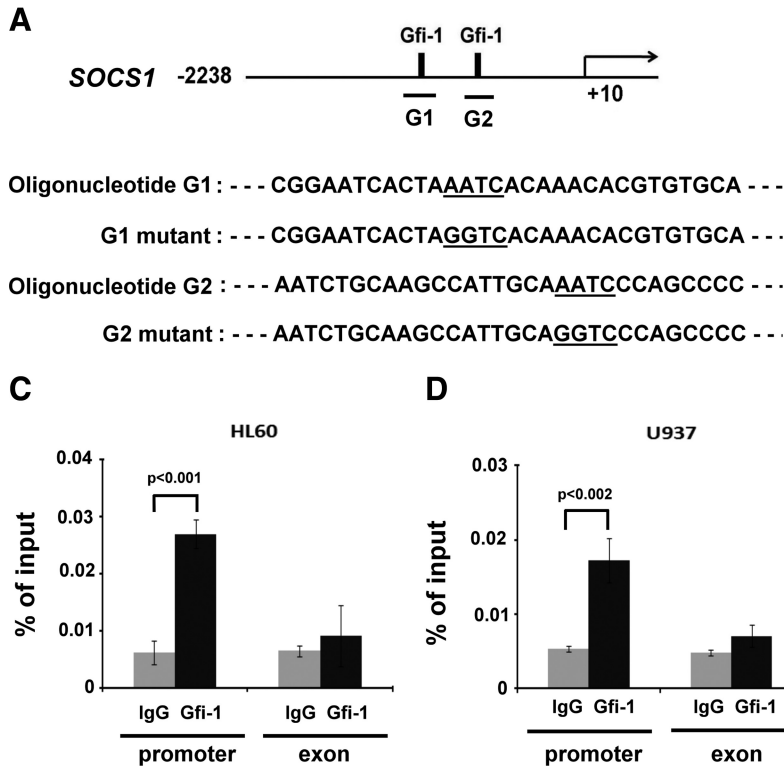 A
Gfi-1 Gfi-1
SOCS1 -2238
+10
G1 G2
Oligonucleotide G1 : - - - CGGAATCACTAAATCACAAACACGTGTGCA - - -
G1 mutant : - - - CGGAATCACTAGGTCACAAACACGTGTGCA - - -
Oligonucleotide G2 : - - - AATCTGCAAGCCATTGCAAATCCCAGCCCC - - -
G2 mutant : - - - AATCTGCAAGCCATTGCAGGTCCCAGCCCC - - -
C
HL60
% of input
0.04
0.03
0.02
0.01
0
p<0.001
IgG Gfi-1 IgG Gfi-1
promoter exon
D
U937
% of input
0.03
0.02
0.01
0
p<0.002
IgG Gfi-1 IgG Gfi-1
promoter exon